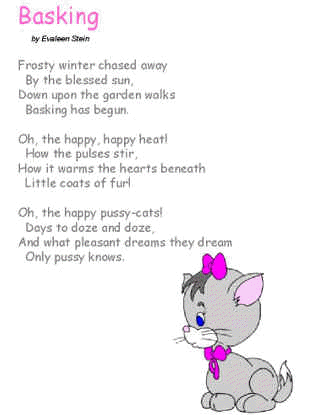 Basking
by Evaleen Stein
Frosty winter chased away
By the blessed sun,
Down upon the garden walks
Basking has begun.
Oh, the happy, happy heat!
How the pulses stir,
How it warms the hearts beneath
Little coats of fur!
Oh, the happy pussy-cats!
Days to doze and doze,
And what pleasant dreams they dream
Only pussy knows.